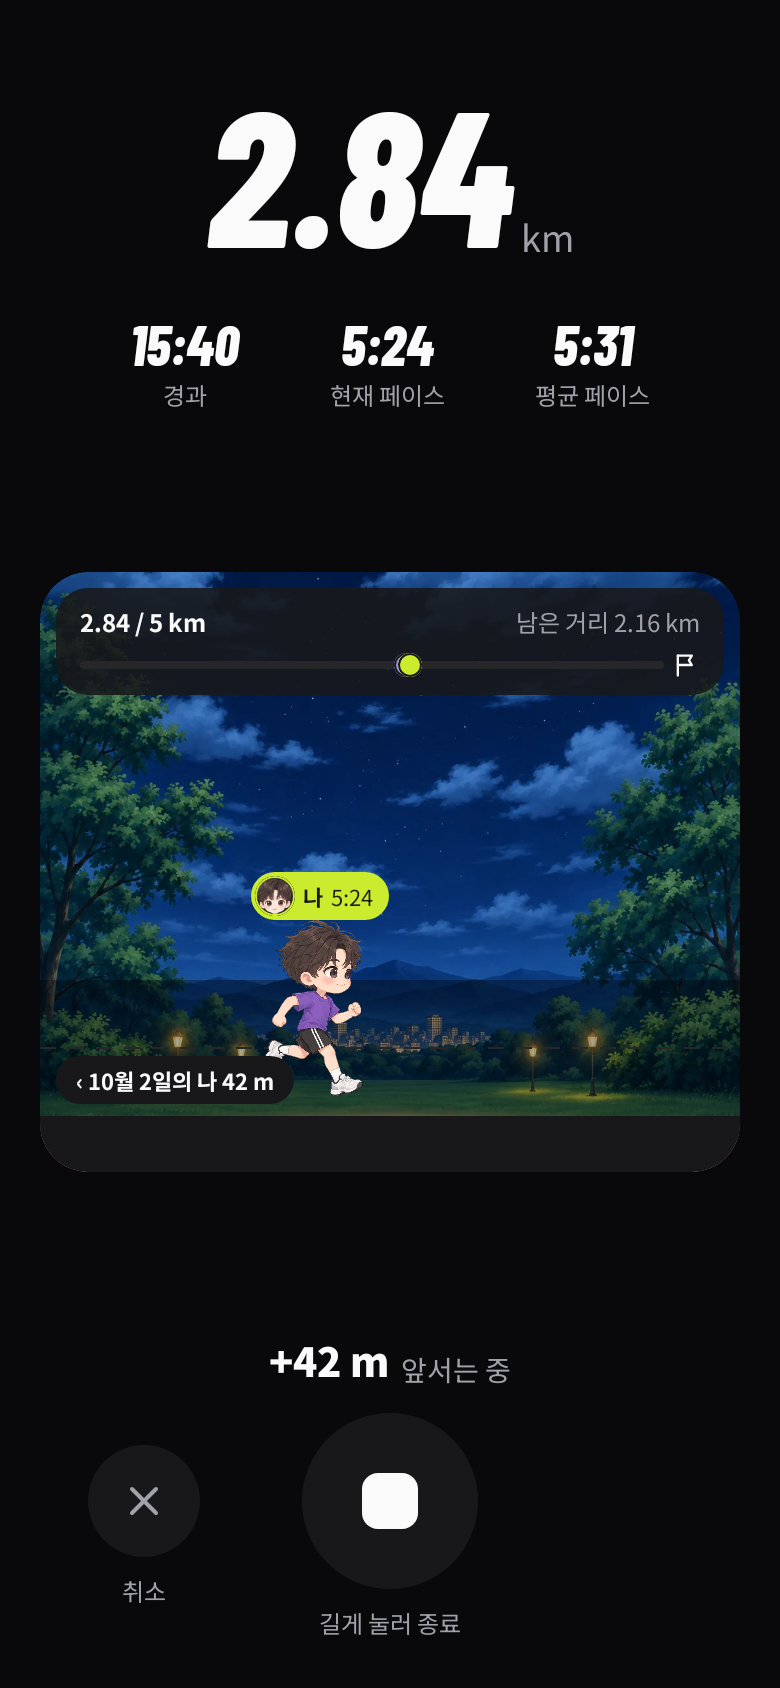 2.84 km
15:40 5:24 5:31
경과 현재 페이스 평균 페이스
2.84 / 5 km 남은 거리 2.16 km
나 5:24
‹ 10월 2일의 나 42 m
+42 m 앞서는 중
취소
길게 눌러 종료